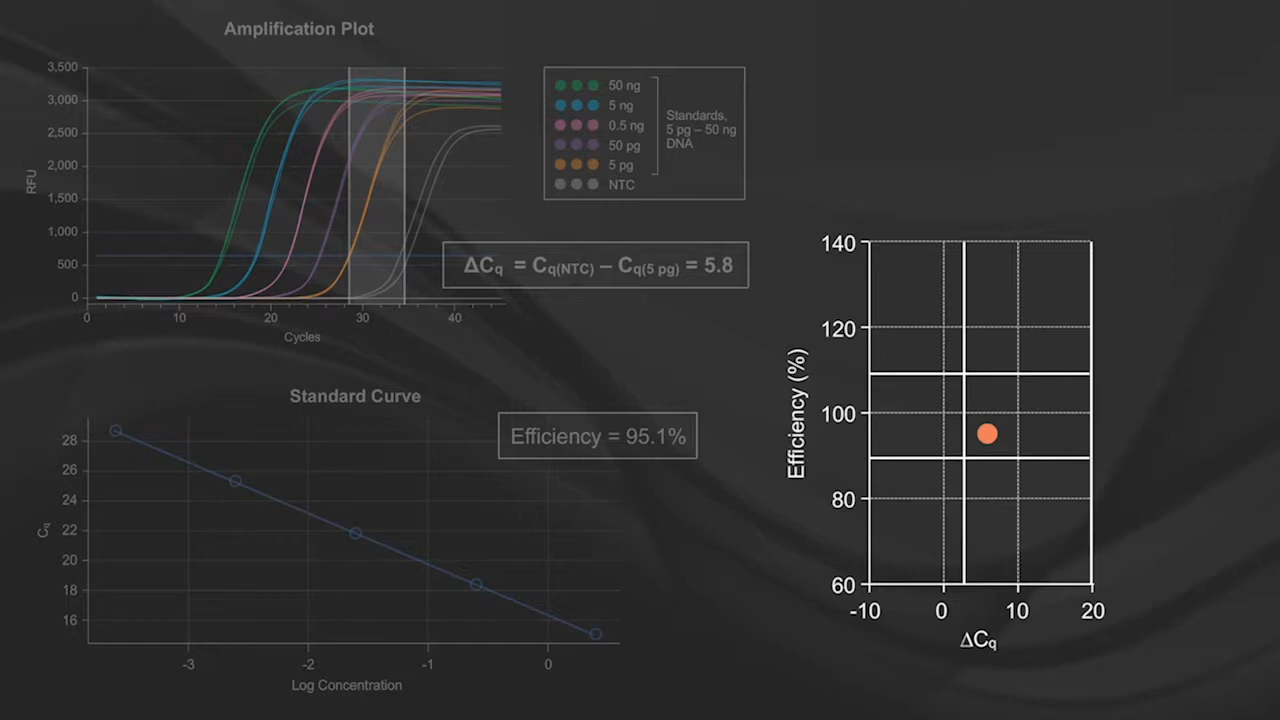 Amplification Plot
3,500
3,000
2,500
2,000
1,500
1,000
500
0
RFU
0
10
20
30
40
Cycles
50 ng
5 ng
0.5 ng
50 pg
5 pg
NTC
Standards,
5 pg – 50 ng
DNA
ΔCq = Cq(NTC) – Cq(5 pg) = 5.8
Standard Curve
28
26
24
22
20
18
16
Cq
-3
-2
-1
0
Log Concentration
Efficiency = 95.1%
140
120
100
80
60
Efficiency (%)
-10
0
10
20
ΔCq